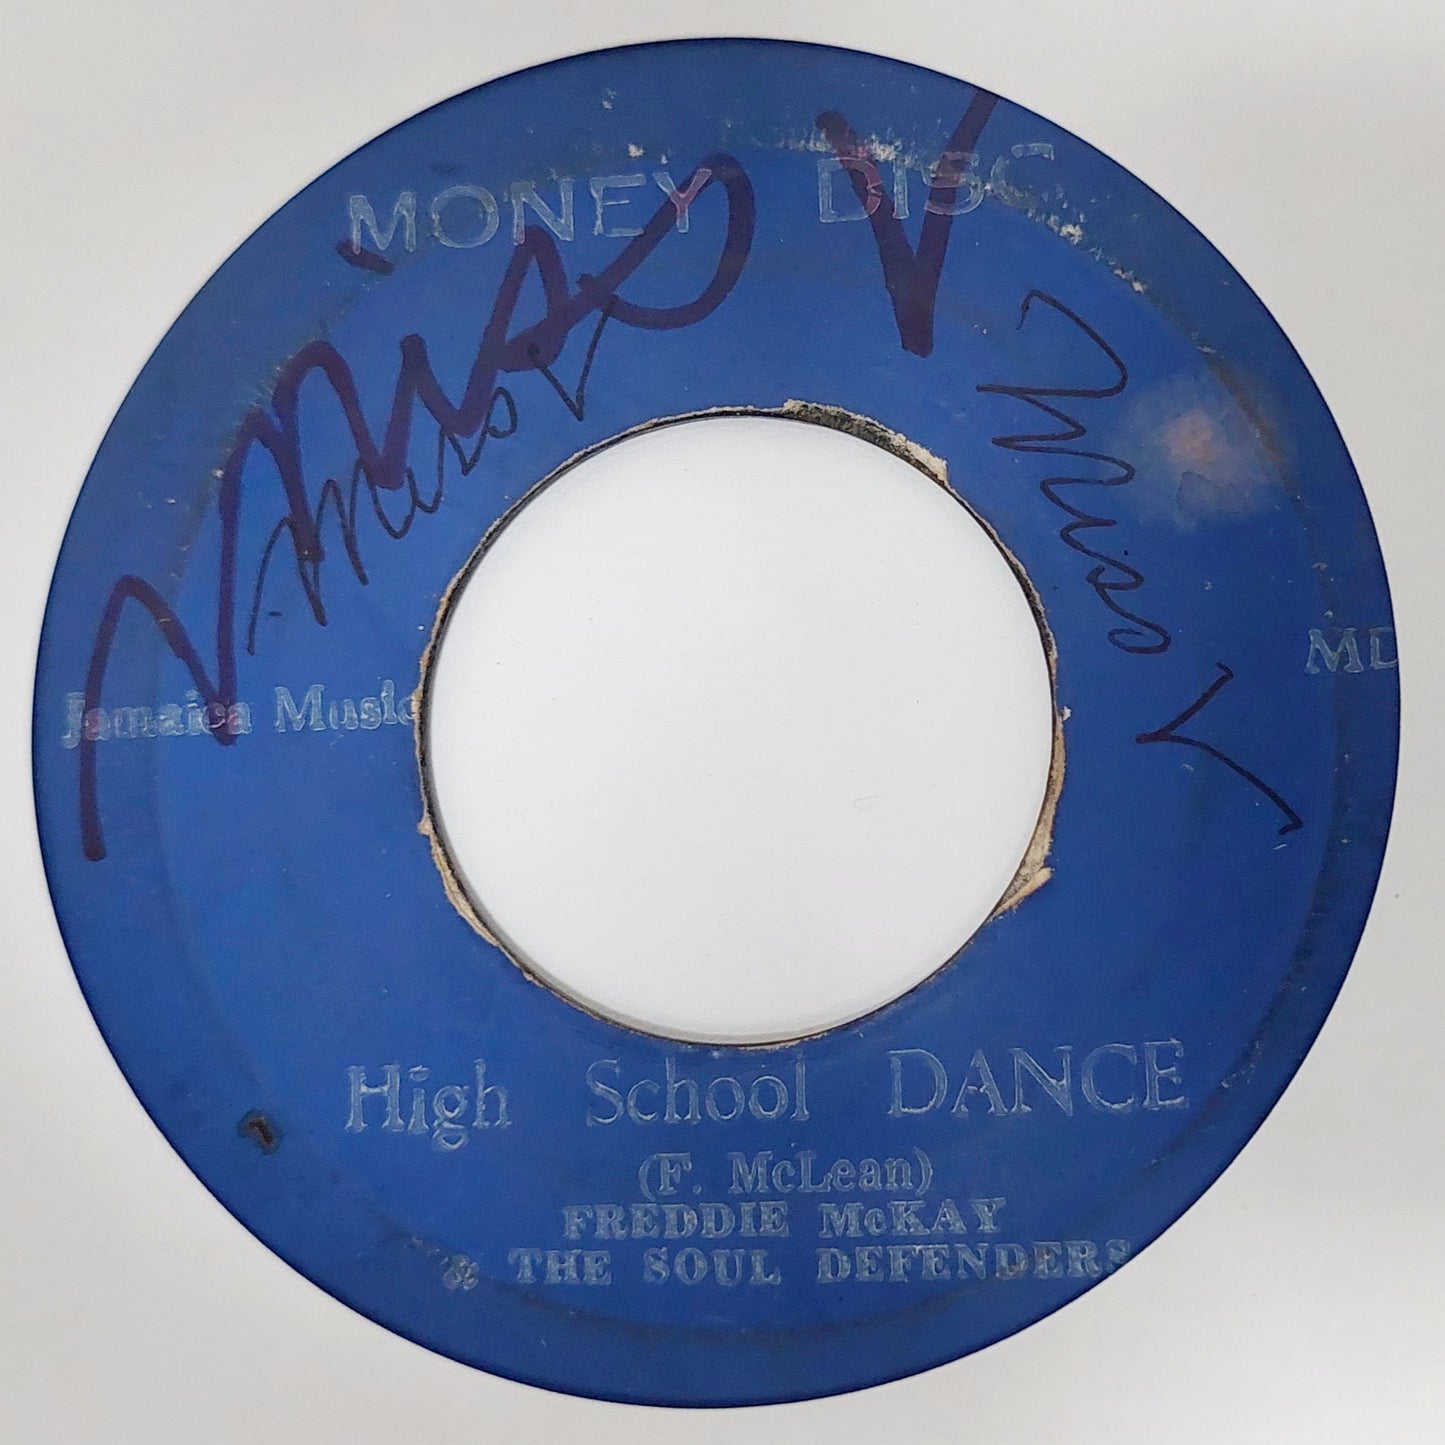 MONEY DISC
Miss V
Miss V
Miss V
Jamaica Music
MD
High School DANCE
(F. McLean)
FREDDIE McKAY
& THE SOUL DEFENDERS